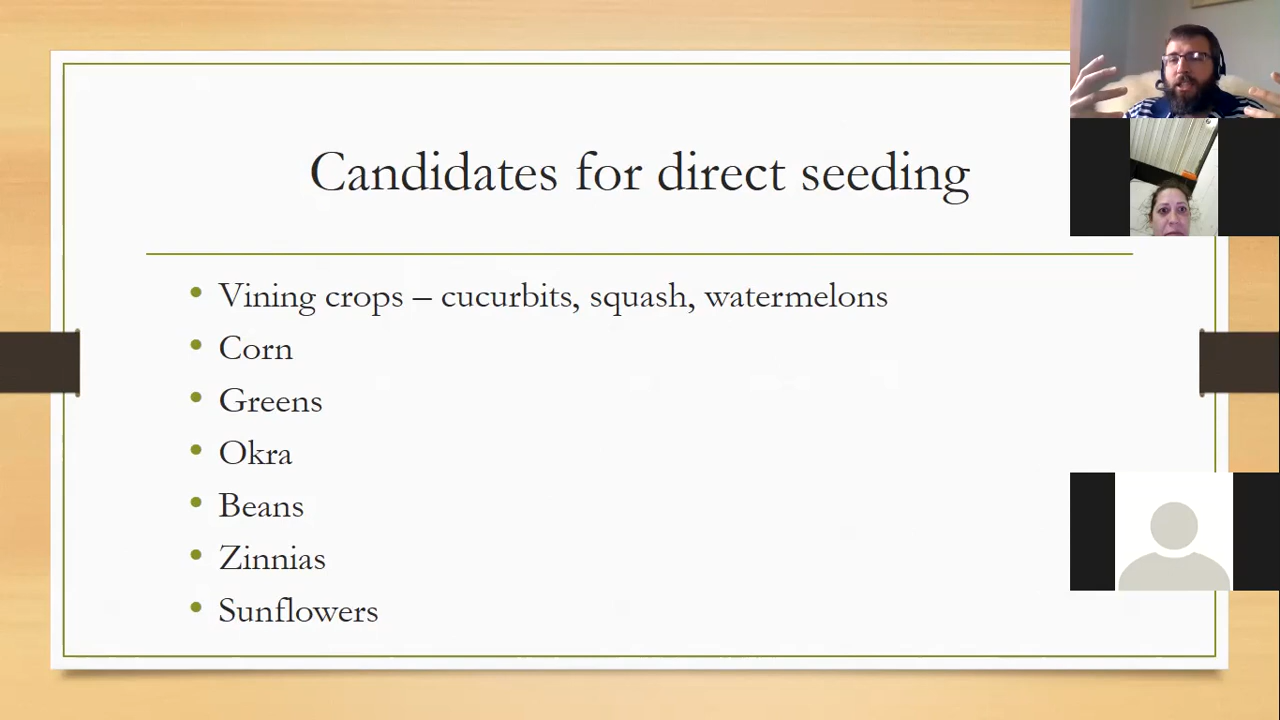 Candidates for direct seeding
• Vining crops – cucurbits, squash, watermelons
• Corn
• Greens
• Okra
• Beans
• Zinnias
• Sunflowers